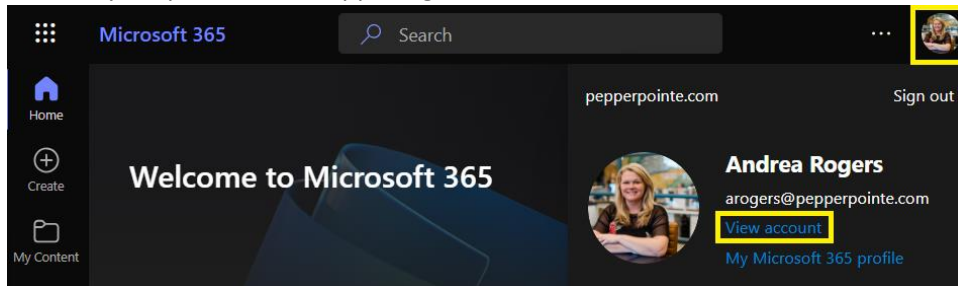 Microsoft 365
Search
...
Home
Create
My Content
Welcome to Microsoft 365
pepperpointe.com
Sign out
Andrea Rogers
arogers@pepperpointe.com
View account
My Microsoft 365 profile